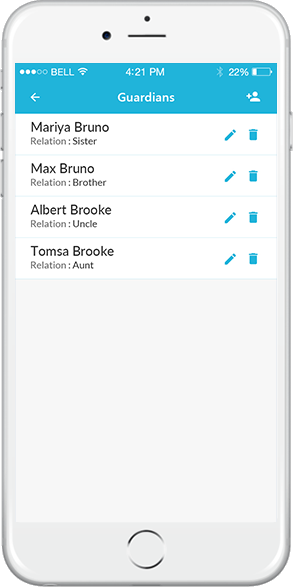 BELL 4:21 PM 22%
Guardians
Mariya Bruno
Relation : Sister
Max Bruno
Relation : Brother
Albert Brooke
Relation : Uncle
Tomsa Brooke
Relation : Aunt